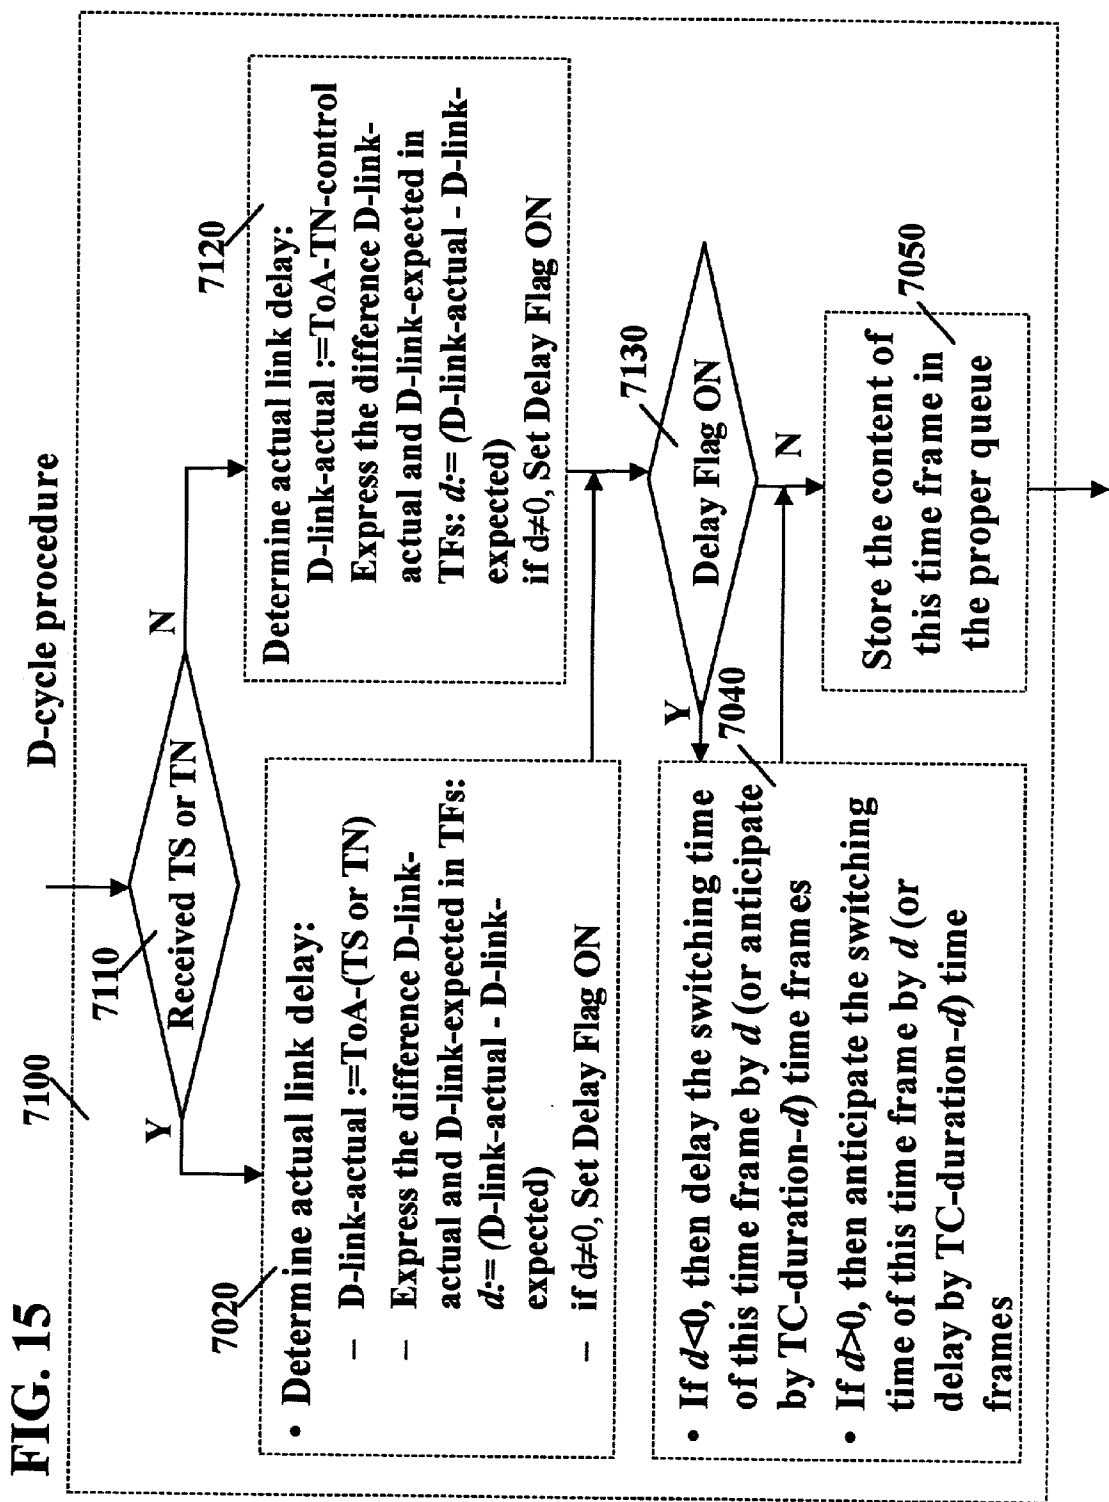 FIG. 15
D-cycle procedure
7100
7110
Received TS or TN
Y
N
7020
• Determine actual link delay:
– D-link-actual :=ToA-(TS or TN)
– Express the difference D-link-
actual and D-link-expected in TFs:
d:= (D-link-actual - D-link-
expected)
– if d≠0, Set Delay Flag ON
7120
Determine actual link delay:
D-link-actual :=ToA-TN-control
Express the difference D-link-
actual and D-link-expected in
TFs: d:= (D-link-actual - D-link-
expected)
if d≠0, Set Delay Flag ON
7130
Delay Flag ON
Y
N
7040
• If d<0, then delay the switching time
of this time frame by d (or anticipate
by TC-duration-d) time frames
• If d>0, then anticipate the switching
time of this time frame by d (or
delay by TC-duration-d) time
frames
7050
Store the content of
this time frame in
the proper queue